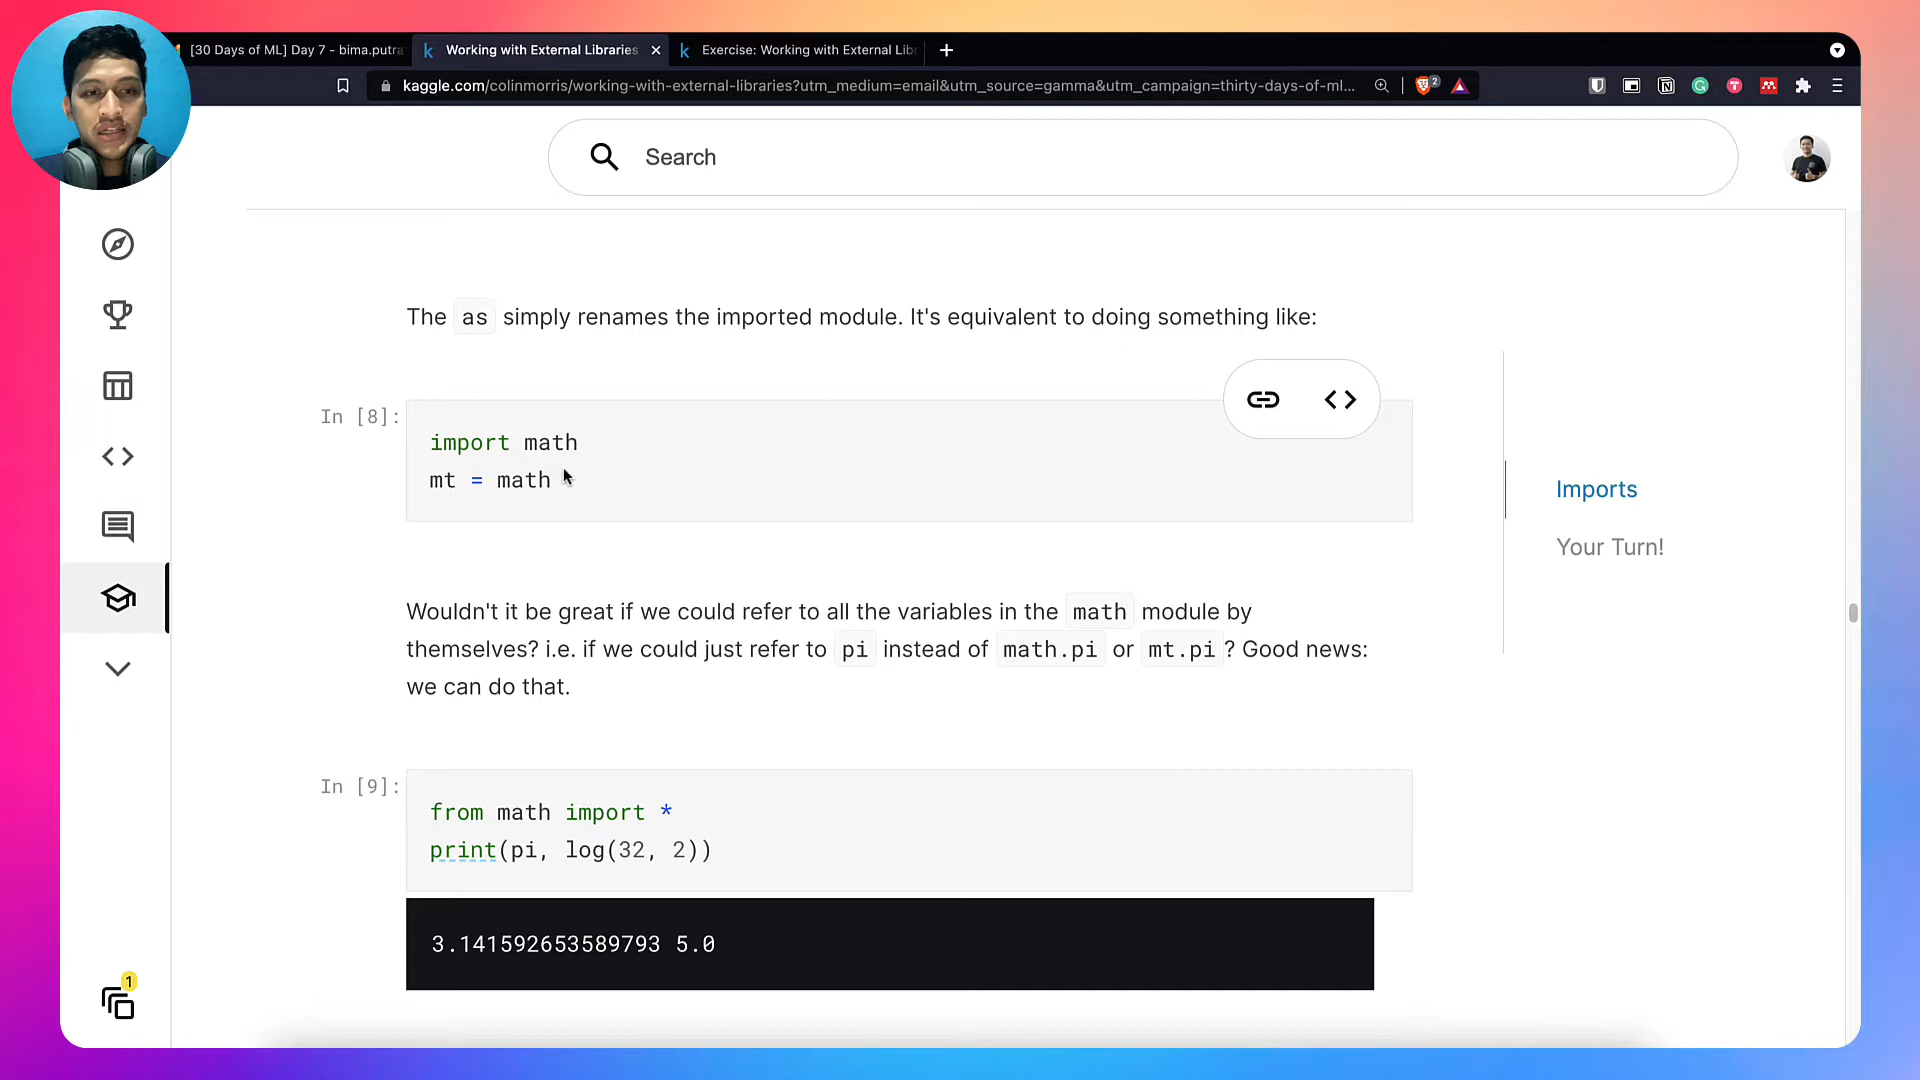 [30 Days of ML] Day 7 - bima.putra
Working with External Libraries
Exercise: Working with External Lib
kaggle.com/colinmorris/working-with-external-libraries?utm_medium=email&utm_source=gamma&utm_campaign=thirty-days-of-ml...
2
Search
The as simply renames the imported module. It's equivalent to doing something like:
In [8]:
import math
mt = math
Imports
Your Turn!
Wouldn't it be great if we could refer to all the variables in the math module by
themselves? i.e. if we could just refer to pi instead of math.pi or mt.pi? Good news:
we can do that.
In [9]:
from math import *
print(pi, log(32, 2))
3.141592653589793 5.0
1